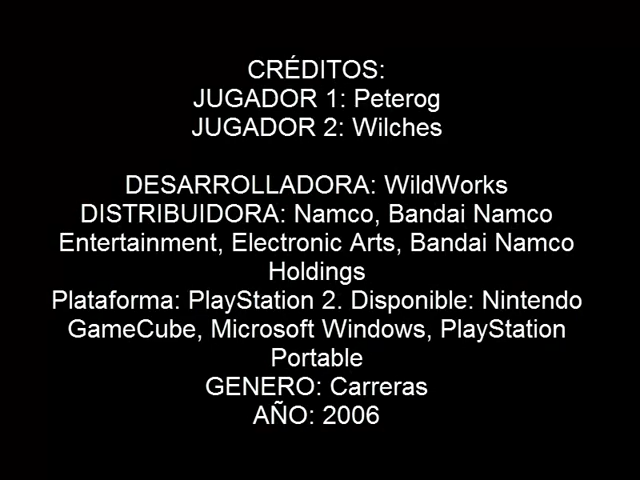 CRÉDITOS:
JUGADOR 1: Peterog
JUGADOR 2: Wilches
DESARROLLADORA: WildWorks
DISTRIBUIDORA: Namco, Bandai Namco
Entertainment, Electronic Arts, Bandai Namco
Holdings
Plataforma: PlayStation 2. Disponible: Nintendo
GameCube, Microsoft Windows, PlayStation
Portable
GENERO: Carreras
AÑO: 2006